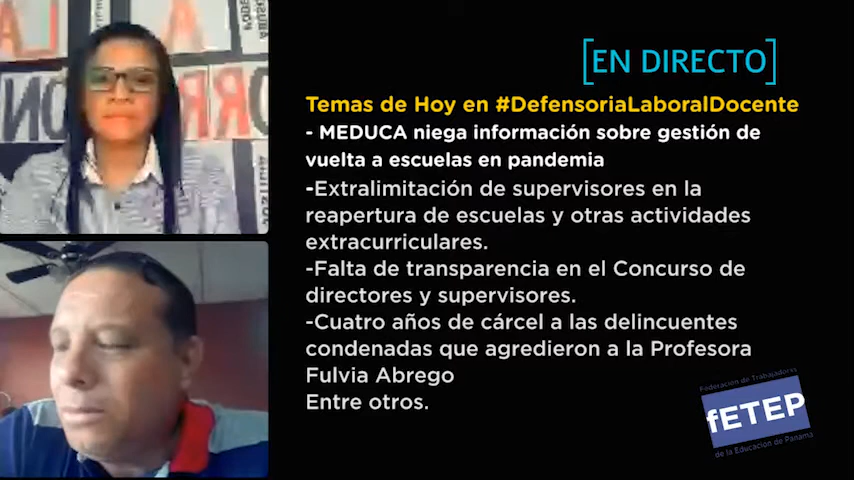 [EN DIRECTO]
Temas de Hoy en #DefensoriaLaboralDocente
- MEDUCA niega información sobre gestión de
vuelta a escuelas en pandemia
-Extralimitación de supervisores en la
reapertura de escuelas y otras actividades
extracurriculares.
-Falta de transparencia en el Concurso de
directores y supervisores.
-Cuatro años de cárcel a las delincuentes
condenadas que agredieron a la Profesora
Fulvia Abrego
Entre otros.
Federación de Trabajadores
fETEP
de la Educación de Panamá